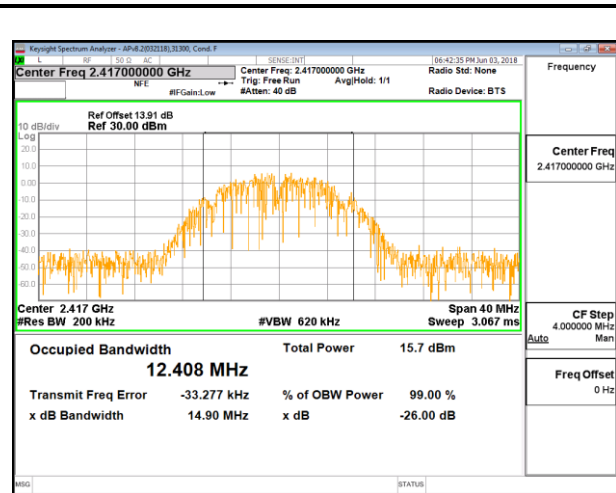 Keysight Spectrum Analyzer - APv8.2(032118),31300, Cond. F
L RF 50 Ω AC SENSE:INT 06:42:35 PM Jun 03, 2018
Center Freq 2.417000000 GHz Center Freq: 2.417000000 GHz Radio Std: None Frequency
NFE Trig: Free Run Avg|Hold: 1/1
#IFGain:Low #Atten: 40 dB Radio Device: BTS
Ref Offset 13.91 dB
10 dB/div Ref 30.00 dBm
Log
20.0
10.0
0.00
-10.0
-20.0
-30.0
-40.0
-50.0
-60.0
Center Freq
2.417000000 GHz
Center 2.417 GHz Span 40 MHz
#Res BW 200 kHz #VBW 620 kHz Sweep 3.067 ms
CF Step
4.000000 MHz
Auto Man
Occupied Bandwidth Total Power 15.7 dBm
12.408 MHz
Transmit Freq Error -33.277 kHz % of OBW Power 99.00 %
x dB Bandwidth 14.90 MHz x dB -26.00 dB
Freq Offset
0 Hz
MSG STATUS